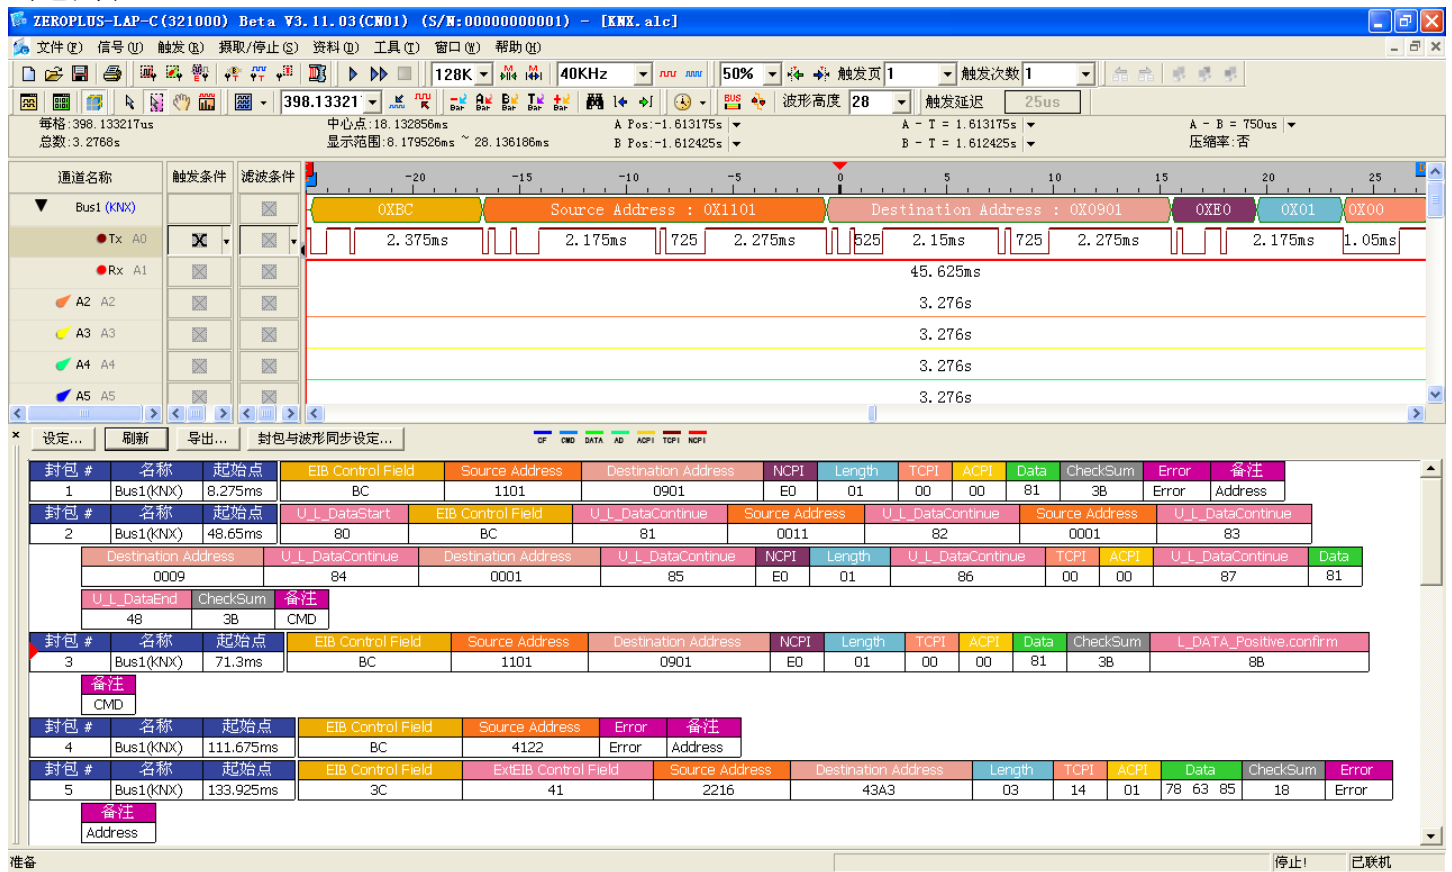 ZEROPLUS-LAP-C(321000) Beta V3.11.03(CN01) (S/N:00000000001) - [KNX.alc]
文件(F) 信号(U) 触发(R) 摄取/停止(S) 资料(D) 工具(T) 窗口(W) 帮助(H)
128K 40KHz 50% 触发页 1 触发次数 1
398.13321 Bar Bar Bar Bar Bar BUS 波形高度 28 触发延迟 25us
每格:398.133217us 中心点:18.132856ms A Pos:-1.613175s A - T = 1.613175s A - B = 750us
总数:3.2768s 显示范围:8.179526ms ~ 28.136186ms B Pos:-1.612425s B - T = 1.612425s 压缩率:否
通道名称 触发条件 滤波条件 -20 -15 -10 -5 0 5 10 15 20 25
Bus1 (KNX) 0XBC Source Address : 0X1101 Destination Address : 0X0901 0XE0 0X01 0X00
Tx A0 2.375ms 2.175ms 725 2.275ms 525 2.15ms 725 2.275ms 2.175ms 1.05ms
Rx A1 45.625ms
A2 A2 3.276s
A3 A3 3.276s
A4 A4 3.276s
A5 A5 3.276s
设定... 刷新 导出... 封包与波形同步设定... CF CMD DATA AD ACPI TCPI NCPI
封包 # 名称 起始点 EIB Control Field Source Address Destination Address NCPI Length TCPI ACPI Data CheckSum Error 备注
1 Bus1(KNX) 8.275ms BC 1101 0901 E0 01 00 00 81 3B Error Address
封包 # 名称 起始点 U_L_DataStart EIB Control Field U_L_DataContinue Source Address U_L_DataContinue Source Address U_L_DataContinue
2 Bus1(KNX) 48.65ms 80 BC 81 0011 82 0001 83
Destination Address U_L_DataContinue Destination Address U_L_DataContinue NCPI Length U_L_DataContinue TCPI ACPI U_L_DataContinue Data
0009 84 0001 85 E0 01 86 00 00 87 81
U_L_DataEnd CheckSum 备注
48 3B CMD
封包 # 名称 起始点 EIB Control Field Source Address Destination Address NCPI Length TCPI ACPI Data CheckSum L_DATA_Positive.confirm
3 Bus1(KNX) 71.3ms BC 1101 0901 E0 01 00 00 81 3B 8B
备注
CMD
封包 # 名称 起始点 EIB Control Field Source Address Error 备注
4 Bus1(KNX) 111.675ms BC 4122 Error Address
封包 # 名称 起始点 EIB Control Field ExtEIB Control Field Source Address Destination Address Length TCPI ACPI Data CheckSum Error
5 Bus1(KNX) 133.925ms 3C 41 2216 43A3 03 14 01 78 63 85 18 Error
备注
Address
准备 停止! 已联机